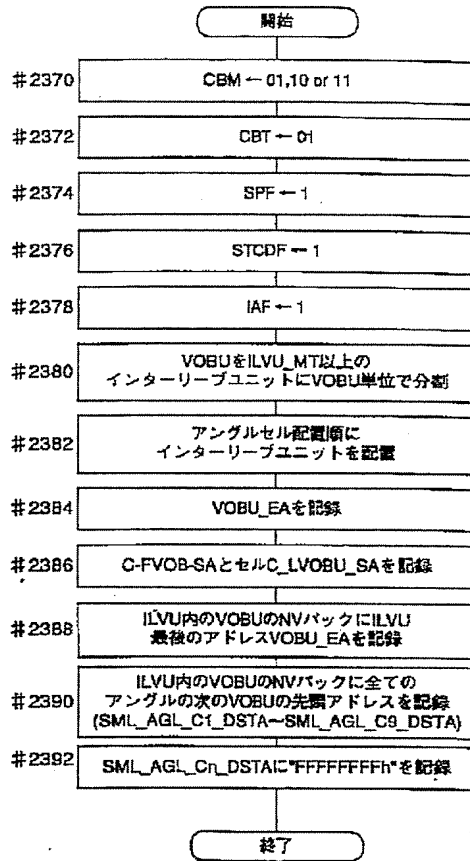 開始
#2370
CBM ← 01,10 or 11
#2372
CBT ← 01
#2374
SPF ← 1
#2376
STCDF ← 1
#2378
IAF ← 1
#2380
VOBUをILVU_MT以上の
インターリーブユニットにVOBU単位で分割
#2382
アングルセル配置順に
インターリーブユニットを配置
#2384
VOBU_EAを記録
#2386
C-FVOB-SAとセルC_LVOBU_SAを記録
#2388
ILVU内のVOBUのNVパックにILVU
最後のアドレスVOBU_EAを記録
#2390
ILVU内のVOBUのNVパックに全ての
アングルの次のVOBUの先頭アドレスを記録
(SML_AGL_C1_DSTA〜SML_AGL_C9_DSTA)
#2392
SML_AGL_Cn_DSTAに"FFFFFFFFh"を記録
終了